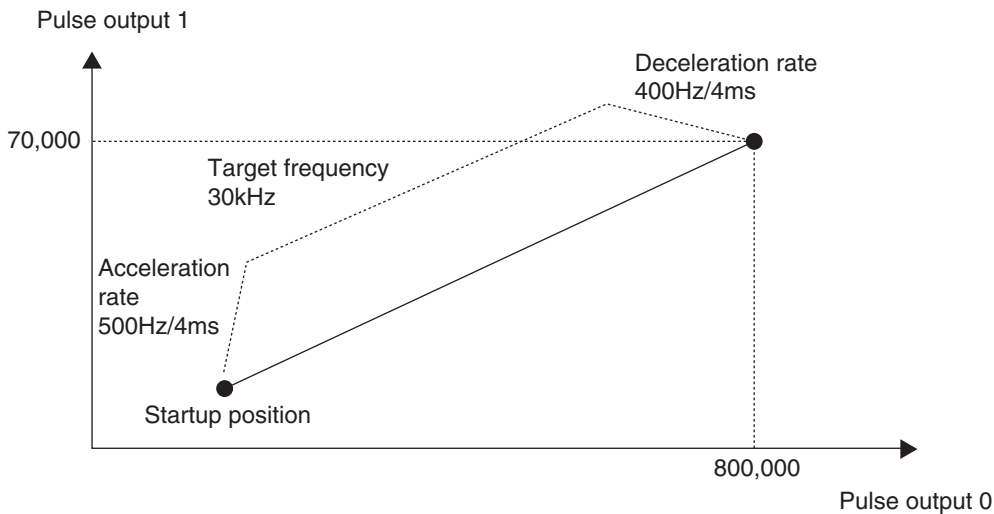 Pulse output 1
Deceleration rate
400Hz/4ms
70,000
Target frequency
30kHz
Acceleration
rate
500Hz/4ms
Startup position
800,000
Pulse output 0